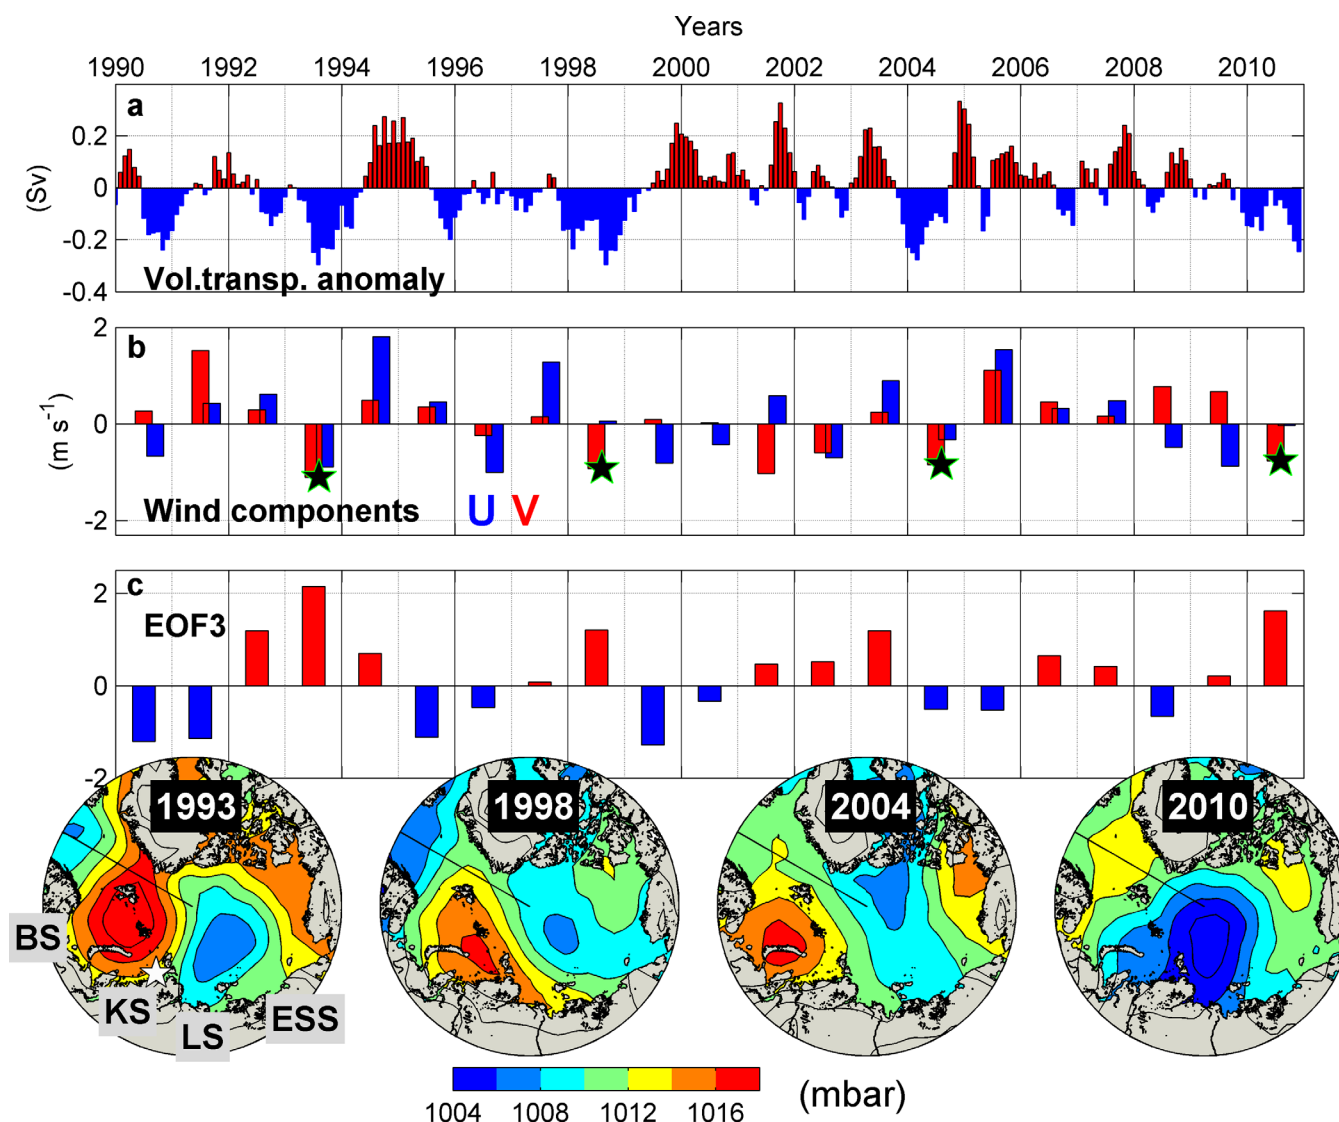 Years
1990 1992 1994 1996 1998 2000 2002 2004 2006 2008 2010
a
0.2
0
-0.2
-0.4
(Sv)
Vol.transp. anomaly
b
2
0
-2
(m s⁻¹)
Wind components U V
c
2
0
-2
EOF3
1993 1998 2004 2010
BS
KS
LS
ESS
1004 1008 1012 1016
(mbar)